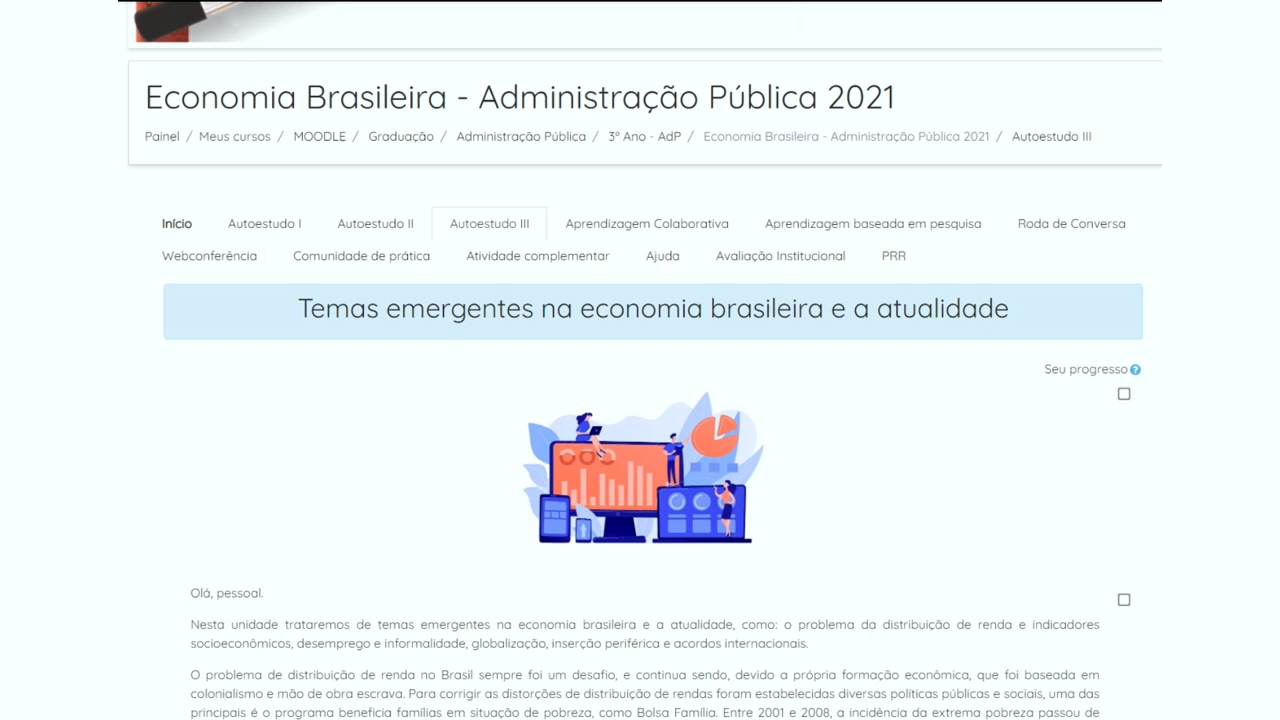 Economia Brasileira - Administração Pública 2021
Painel / Meus cursos / MOODLE / Graduação / Administração Pública / 3º Ano - AdP / Economia Brasileira - Administração Pública 2021 / Autoestudo III
Início Autoestudo I Autoestudo II Autoestudo III Aprendizagem Colaborativa Aprendizagem baseada em pesquisa Roda de Conversa
Webconferência Comunidade de prática Atividade complementar Ajuda Avaliação Institucional PRR
Temas emergentes na economia brasileira e a atualidade
Seu progresso
Olá, pessoal.
Nesta unidade trataremos de temas emergentes na economia brasileira e a atualidade, como: o problema da distribuição de renda e indicadores
socioeconômicos, desemprego e informalidade, globalização, inserção periférica e acordos internacionais.
O problema de distribuição de renda no Brasil sempre foi um desafio, e continua sendo, devido a própria formação econômica, que foi baseada em
colonialismo e mão de obra escrava. Para corrigir as distorções de distribuição de rendas foram estabelecidas diversas políticas públicas e sociais, uma das
principais é o programa beneficia famílias em situação de pobreza, como Bolsa Família. Entre 2001 e 2008, a incidência da extrema pobreza passou de